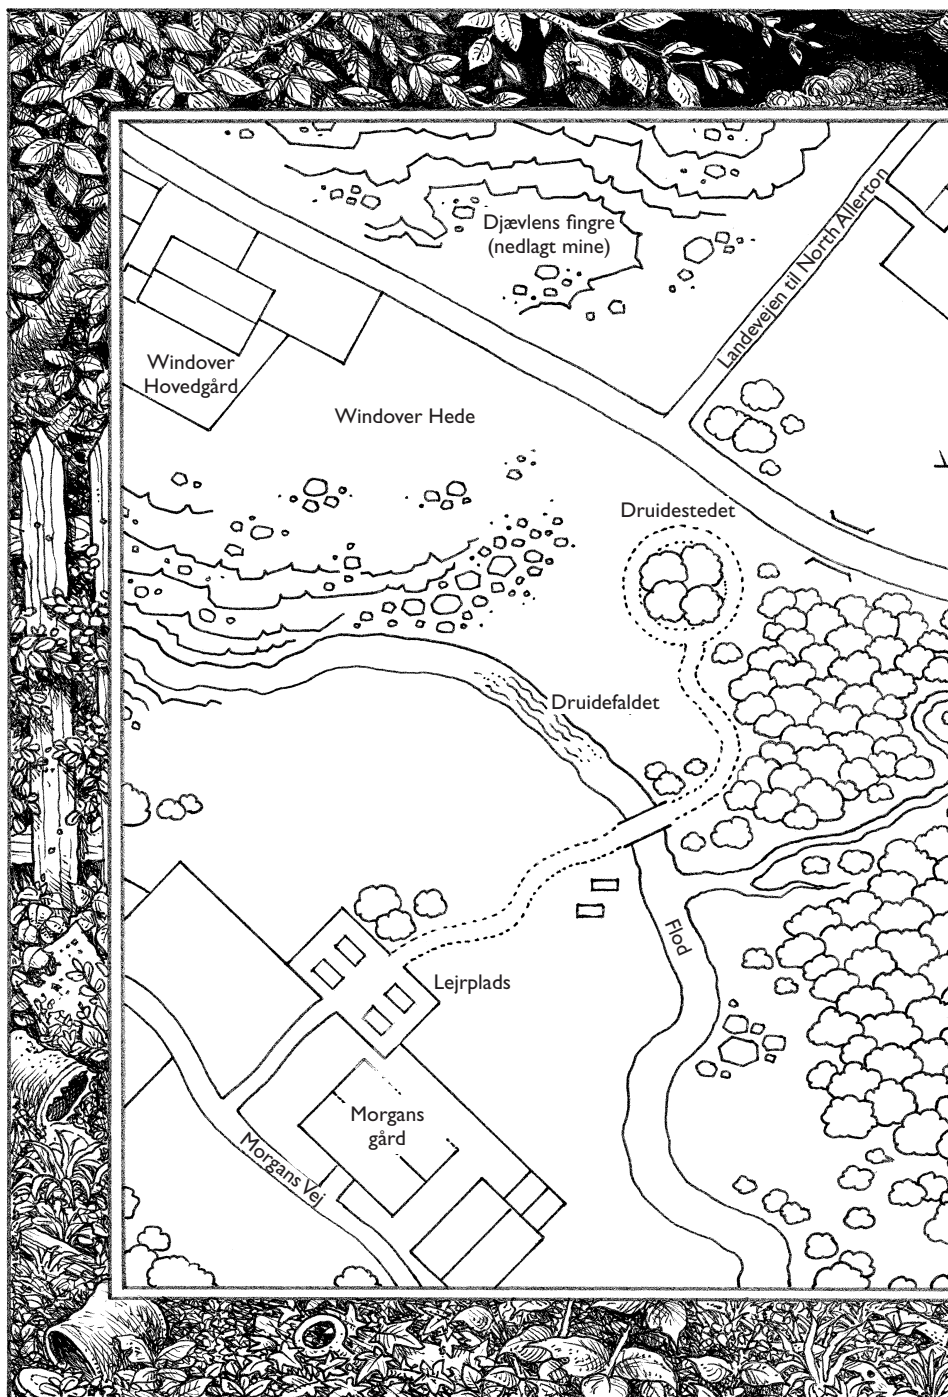 Djævlens fingre
(nedlagt mine)
Landevejen til North Allerton
Windover
Hovedgård
Windover Hede
Druidestedet
Druidefaldet
Flod
Lejrplads
Morgans
gård
Morgans Vej